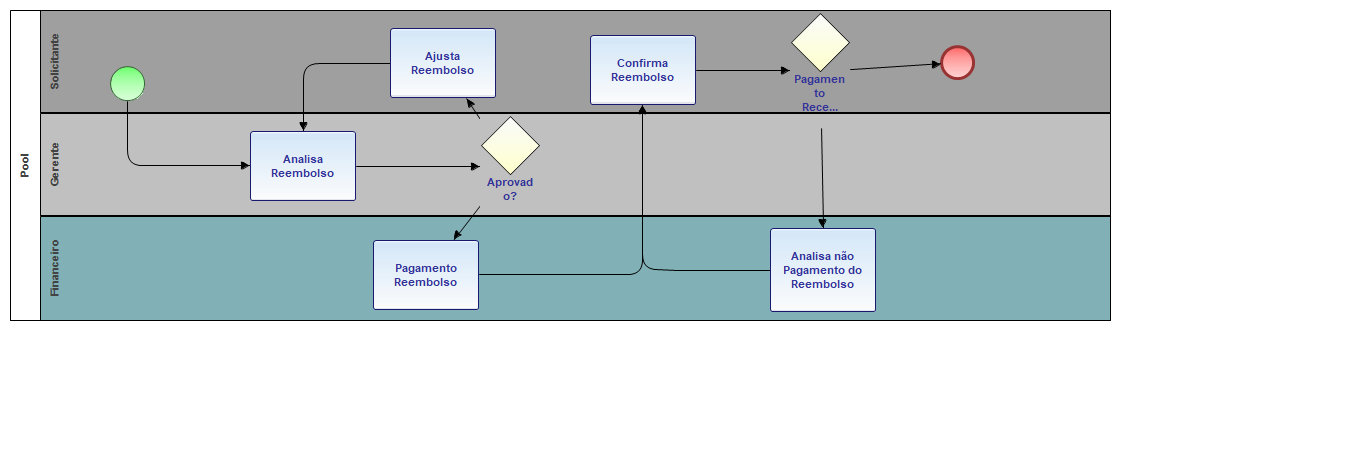 Pool
Solicitante
Ajusta
Reembolso
Confirma
Reembolso
Pagamen
to
Rece...
Gerente
Analisa
Reembolso
Aprovad
o?
Financeiro
Pagamento
Reembolso
Analisa não
Pagamento do
Reembolso